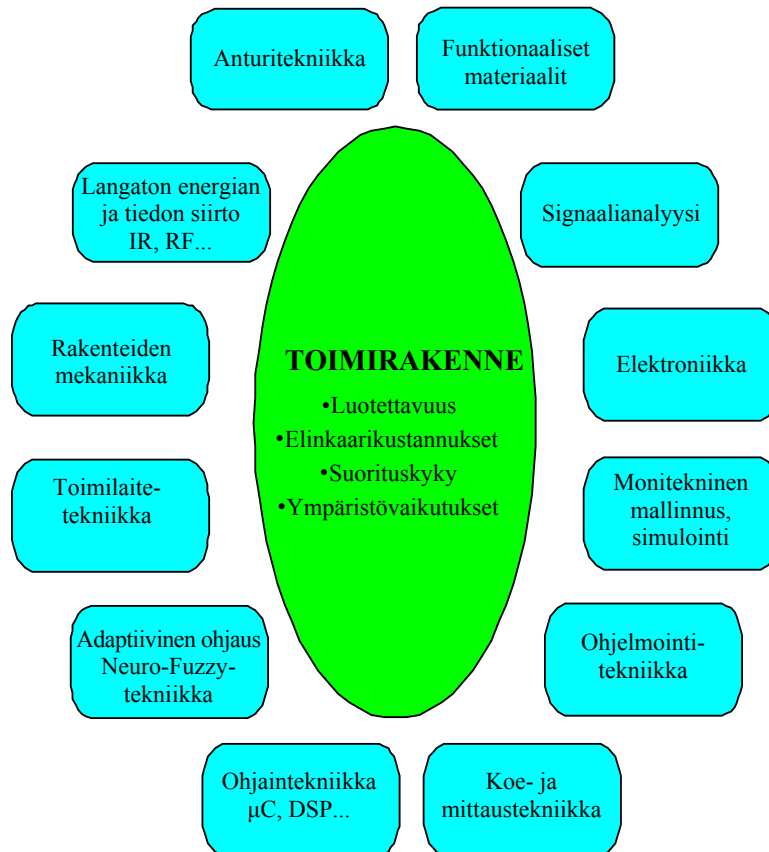 Anturitekniikka
Funktionaaliset
materiaalit
Langaton energian
ja tiedon siirto
IR, RF...
Signaalianalyysi
Rakenteiden
mekaniikka
TOIMIRAKENNE
•Luotettavuus
•Elinkaarikustannukset
•Suorituskyky
•Ympäristövaikutukset
Elektroniikka
Toimilaite-
tekniikka
Monitekninen
mallinnus,
simulointi
Adaptiivinen ohjaus
Neuro-Fuzzy-
tekniikka
Ohjelmointi-
tekniikka
Ohjaintekniikka
µC, DSP...
Koe- ja
mittaustekniikka